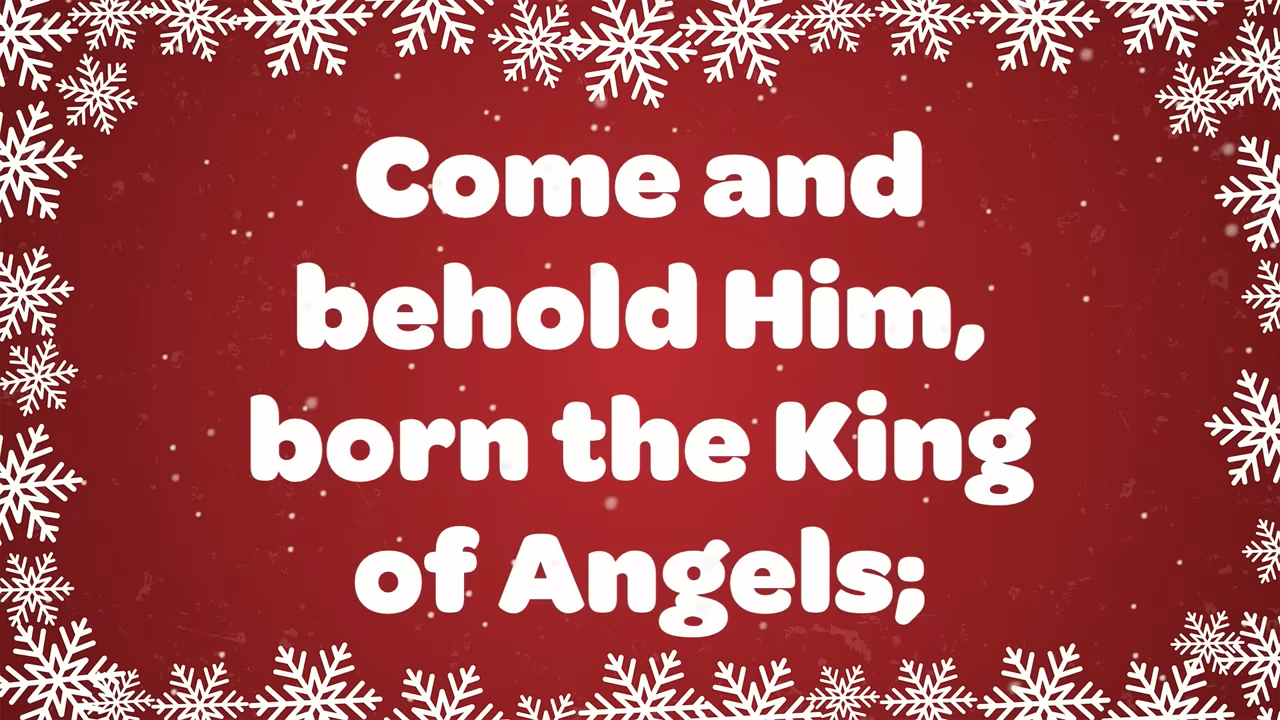 Come and
behold Him,
born the King
of Angels;